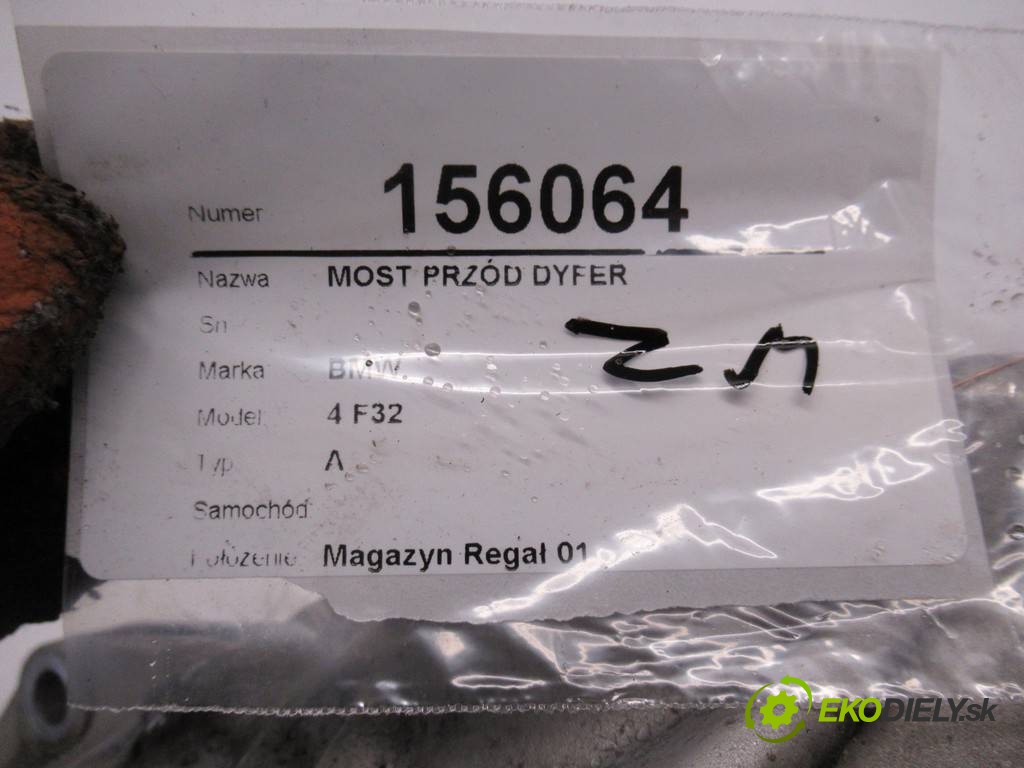 Numer 156064
Nazwa MOST PRZÓD DYFER
Sn
Marka BMW.
Model 4 F32
Typ A
Samochód
Położenie Magazyn Regał 01
EKODIELY.sk